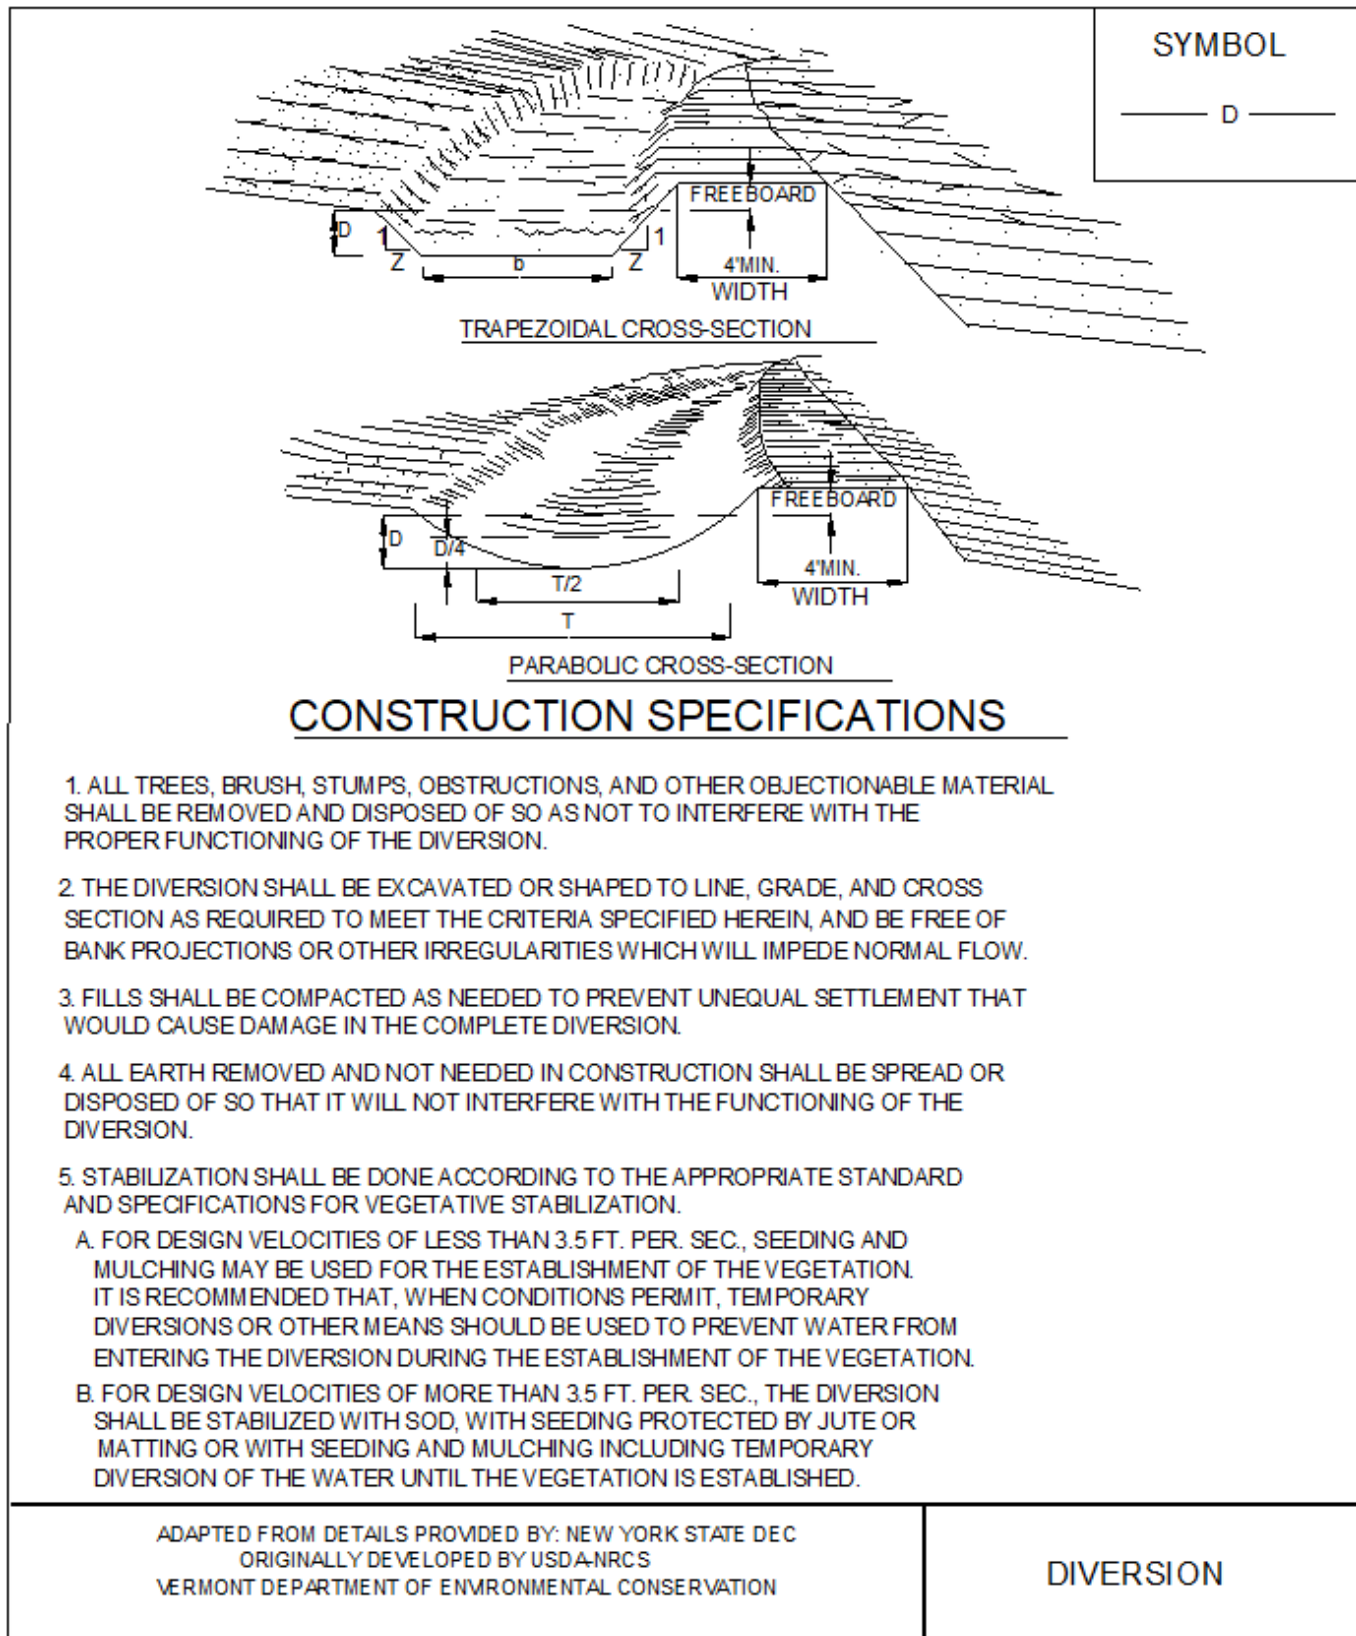 SYMBOL
D
FREEBOARD
D
1
1
Z
b
Z
4'MIN.
WIDTH
TRAPEZOIDAL CROSS-SECTION
FREEBOARD
D
D/4
4'MIN.
T/2
WIDTH
T
PARABOLIC CROSS-SECTION
CONSTRUCTION SPECIFICATIONS
1. ALL TREES, BRUSH, STUMPS, OBSTRUCTIONS, AND OTHER OBJECTIONABLE MATERIAL
SHALL BE REMOVED AND DISPOSED OF SO AS NOT TO INTERFERE WITH THE
PROPER FUNCTIONING OF THE DIVERSION.
2. THE DIVERSION SHALL BE EXCAVATED OR SHAPED TO LINE, GRADE, AND CROSS
SECTION AS REQUIRED TO MEET THE CRITERIA SPECIFIED HEREIN, AND BE FREE OF
BANK PROJECTIONS OR OTHER IRREGULARITIES WHICH WILL IMPEDE NORMAL FLOW.
3. FILLS SHALL BE COMPACTED AS NEEDED TO PREVENT UNEQUAL SETTLEMENT THAT
WOULD CAUSE DAMAGE IN THE COMPLETE DIVERSION.
4. ALL EARTH REMOVED AND NOT NEEDED IN CONSTRUCTION SHALL BE SPREAD OR
DISPOSED OF SO THAT IT WILL NOT INTERFERE WITH THE FUNCTIONING OF THE
DIVERSION.
5. STABILIZATION SHALL BE DONE ACCORDING TO THE APPROPRIATE STANDARD
AND SPECIFICATIONS FOR VEGETATIVE STABILIZATION.
A. FOR DESIGN VELOCITIES OF LESS THAN 3.5 FT. PER. SEC., SEEDING AND
MULCHING MAY BE USED FOR THE ESTABLISHMENT OF THE VEGETATION.
IT IS RECOMMENDED THAT, WHEN CONDITIONS PERMIT, TEMPORARY
DIVERSIONS OR OTHER MEANS SHOULD BE USED TO PREVENT WATER FROM
ENTERING THE DIVERSION DURING THE ESTABLISHMENT OF THE VEGETATION.
B. FOR DESIGN VELOCITIES OF MORE THAN 3.5 FT. PER. SEC., THE DIVERSION
SHALL BE STABILIZED WITH SOD, WITH SEEDING PROTECTED BY JUTE OR
MATTING OR WITH SEEDING AND MULCHING INCLUDING TEMPORARY
DIVERSION OF THE WATER UNTIL THE VEGETATION IS ESTABLISHED.
ADAPTED FROM DETAILS PROVIDED BY: NEW YORK STATE DEC
ORIGINALLY DEVELOPED BY USDA-NRCS
VERMONT DEPARTMENT OF ENVIRONMENTAL CONSERVATION
DIVERSION